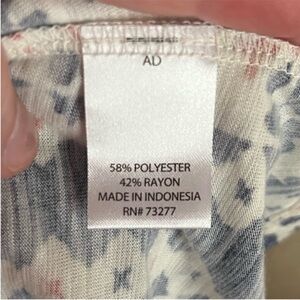 AD
58% POLYESTER
42% RAYON
MADE IN INDONESIA
RN# 73277